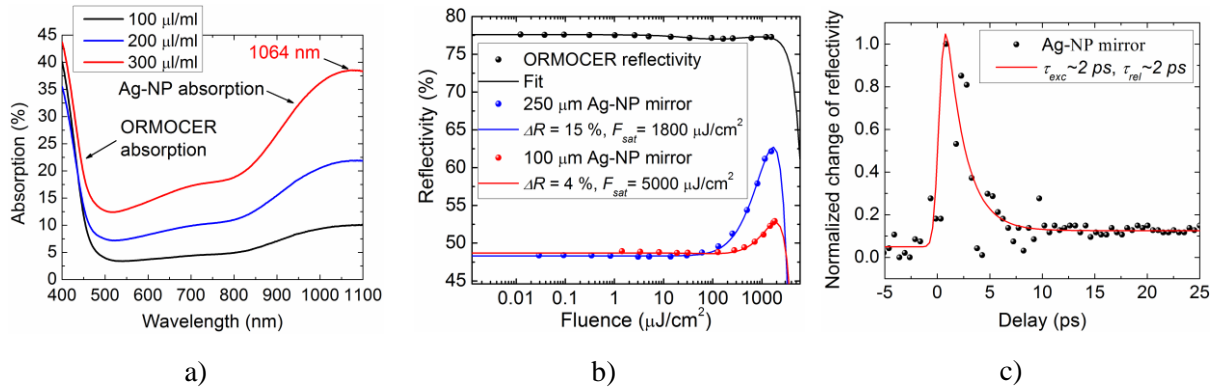 a)
100 µl/ml
200 µl/ml
300 µl/ml
1064 nm
Ag-NP absorption
ORMOCER
absorption
Absorption (%)
45
40
35
30
25
20
15
10
5
0
400 500 600 700 800 900 1000 1100
Wavelength (nm)
b)
Reflectivity (%)
80
75
70
65
60
55
50
45
ORMOCER reflectivity
Fit
250 µm Ag-NP mirror
ΔR = 15 %, Fsat= 1800 µJ/cm²
100 µm Ag-NP mirror
ΔR = 4 %, Fsat= 5000 µJ/cm²
0.01 0.1 1 10 100 1000
Fluence (µJ/cm²)
c)
Normalized change of reflectivity
1.0
0.8
0.6
0.4
0.2
0.0
Ag-NP mirror
τexc~2 ps, τrel~2 ps
-5 0 5 10 15 20 25
Delay (ps)
a)
b)
c)